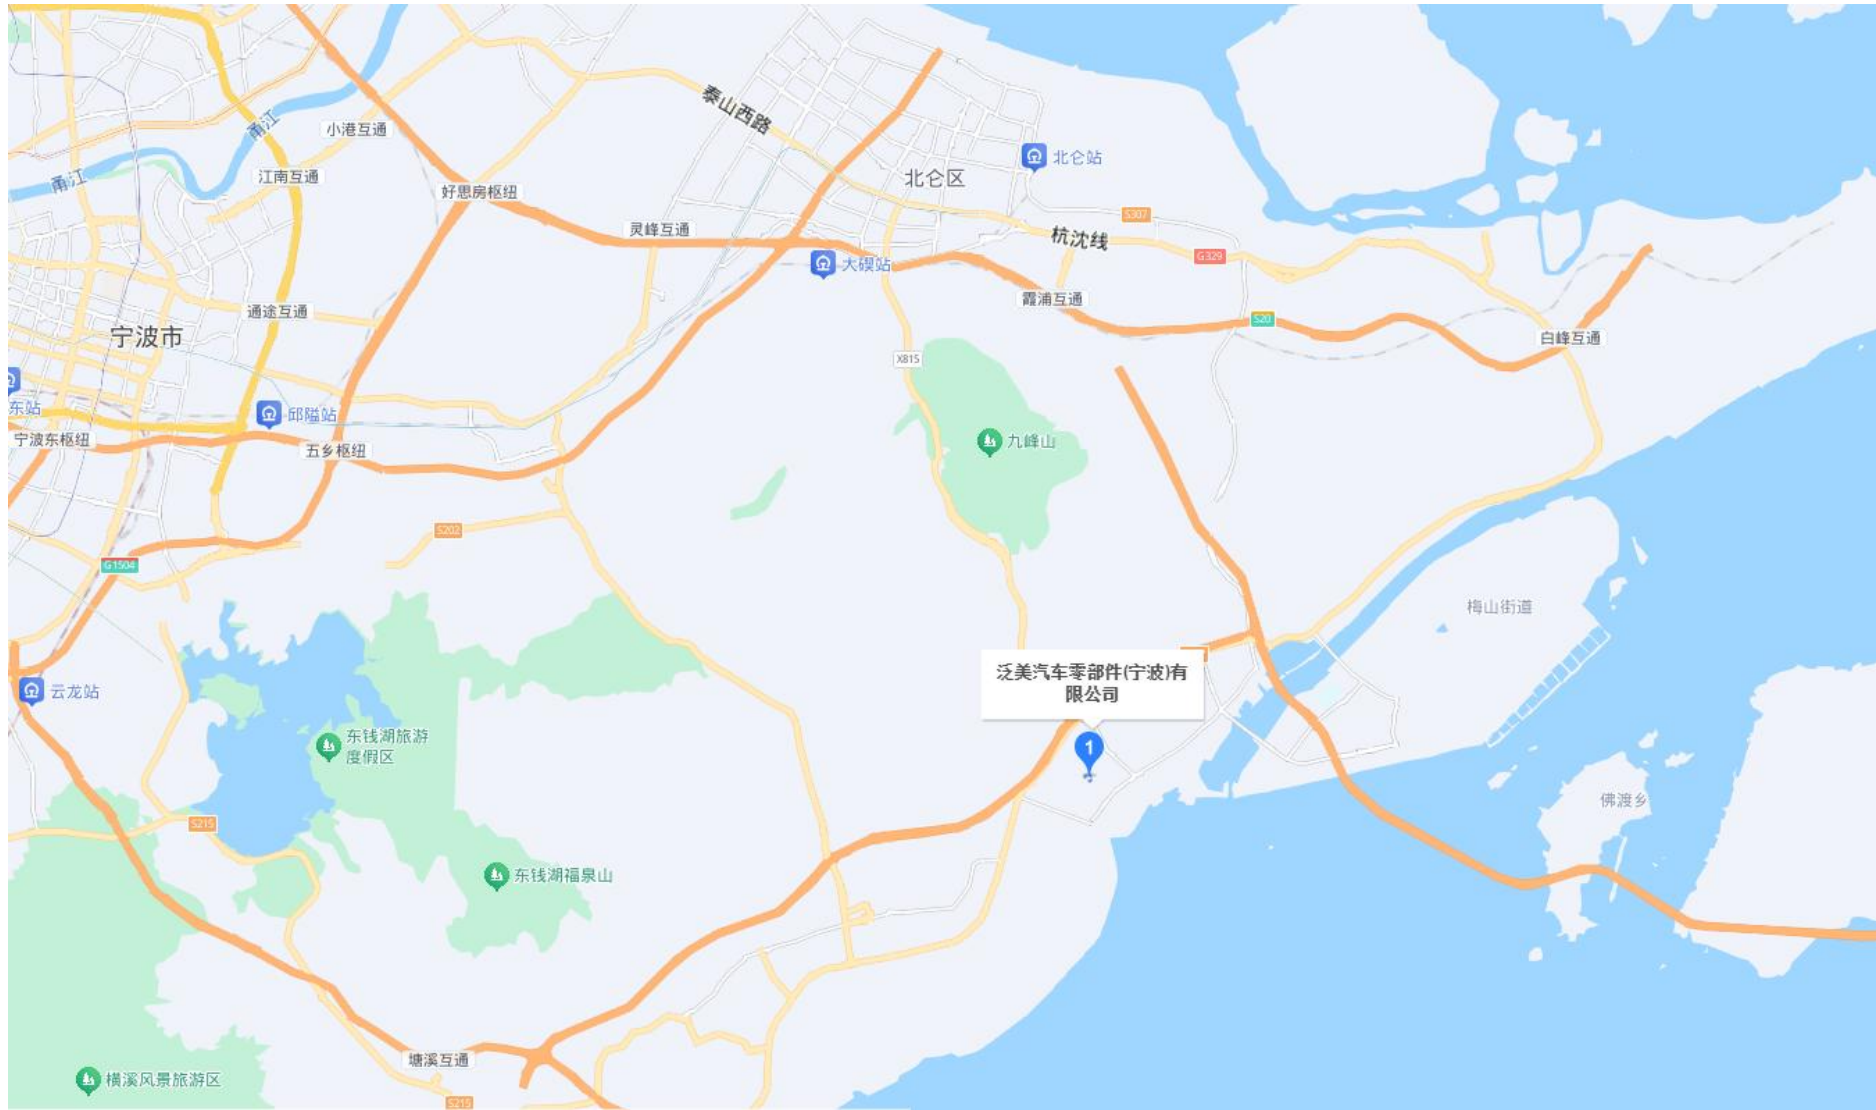 泰山西路
甬江
小港互通
北仑站
甬江
江南互通
好思房枢纽
北仑区
S307
灵峰互通
杭沈线
G329
大碶站
霞浦互通
通途互通
S20
宁波市
白峰互通
X815
东站
邱隘站
宁波东枢纽
五乡枢纽
九峰山
S202
G1504
梅山街道
泛美汽车零部件(宁波)有
限公司
云龙站
东钱湖旅游
度假区
1
佛渡乡
S215
东钱湖福泉山
塘溪互通
横溪风景旅游区
S215